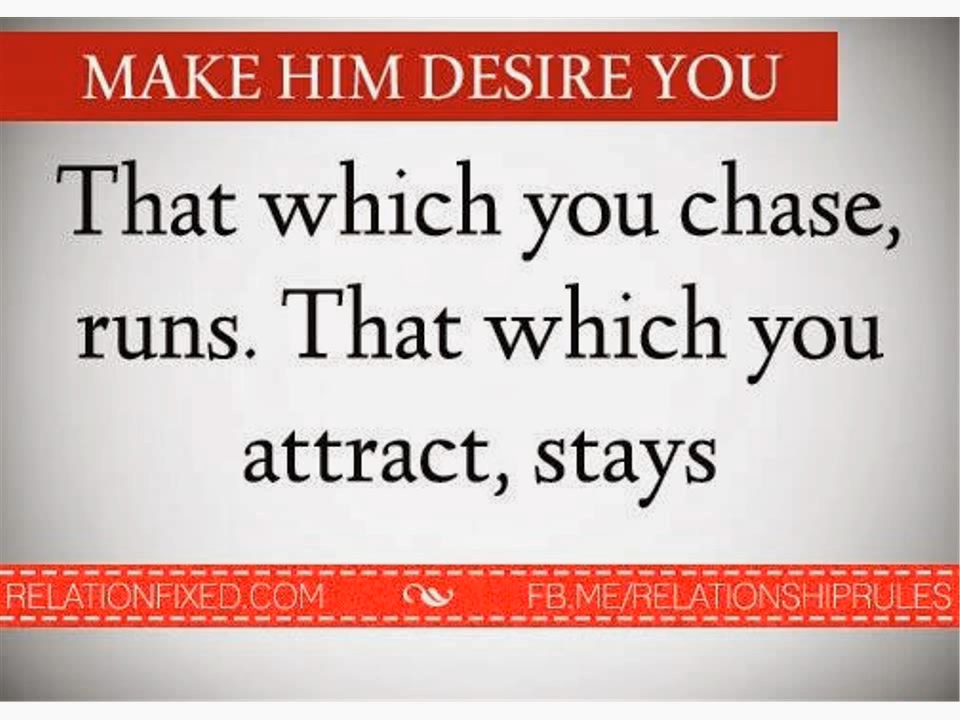 MAKE HIM DESIRE YOU
That which you chase,
runs. That which you
attract, stays
RELATIONFIXED.COM FB.ME/RELATIONSHIPRULES